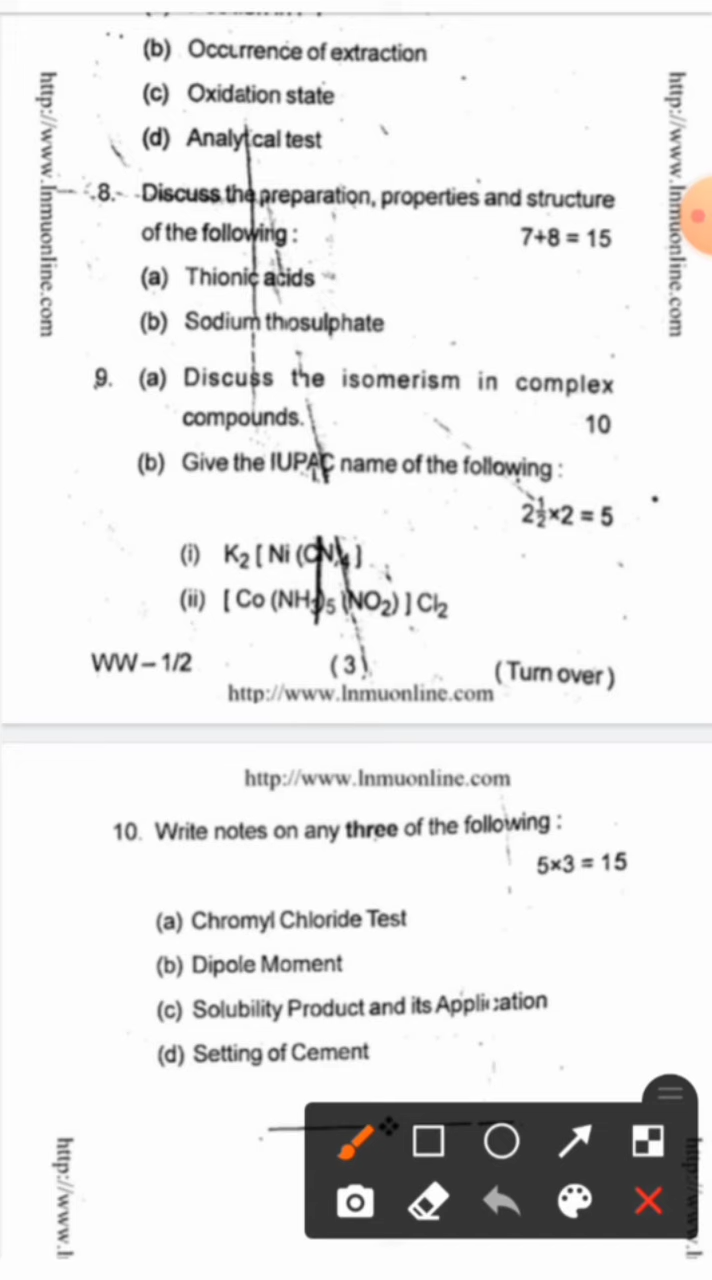 (b) Occurrence of extraction
(c) Oxidation state
(d) Analytical test
8. Discuss the preparation, properties and structure
of the following : 7+8 = 15
(a) Thionic acids
(b) Sodium thiosulphate
9. (a) Discuss the isomerism in complex
compounds. 10
(b) Give the IUPAC name of the following :
2½×2 = 5
(i) K₂ [ Ni (CN)₄ ]
(ii) [ Co (NH₃)₅ (NO₂) ] Cl₂
WW – 1/2 (3) (Turn over)
http://www.lnmuonline.com
http://www.lnmuonline.com
http://www.lnmuonline.com
http://www.lnmuonline.com
10. Write notes on any three of the following :
5×3 = 15
(a) Chromyl Chloride Test
(b) Dipole Moment
(c) Solubility Product and its Application
(d) Setting of Cement
http://www.l